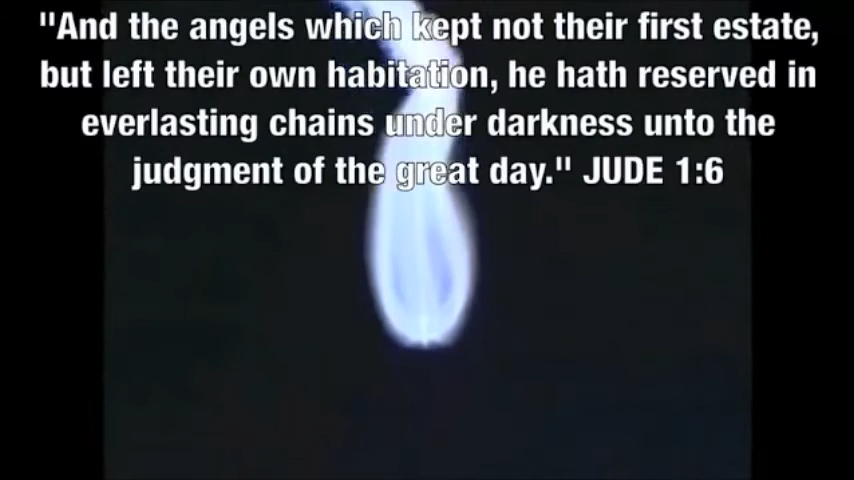 "And the angels which kept not their first estate,
but left their own habitation, he hath reserved in
everlasting chains under darkness unto the
judgment of the great day." JUDE 1:6